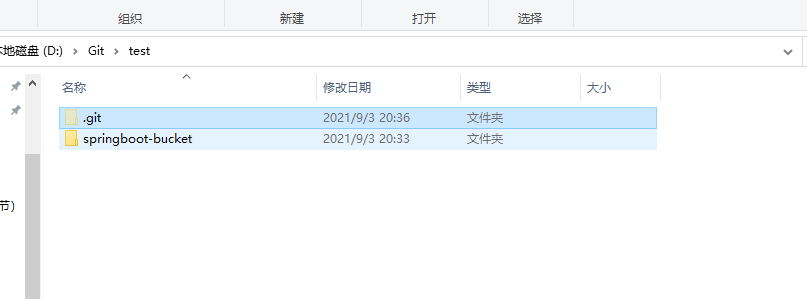 组织 新建 打开 选择
本地磁盘 (D:) Git test
名称 修改日期 类型 大小
.git 2021/9/3 20:36 文件夹
springboot-bucket 2021/9/3 20:33 文件夹
节)